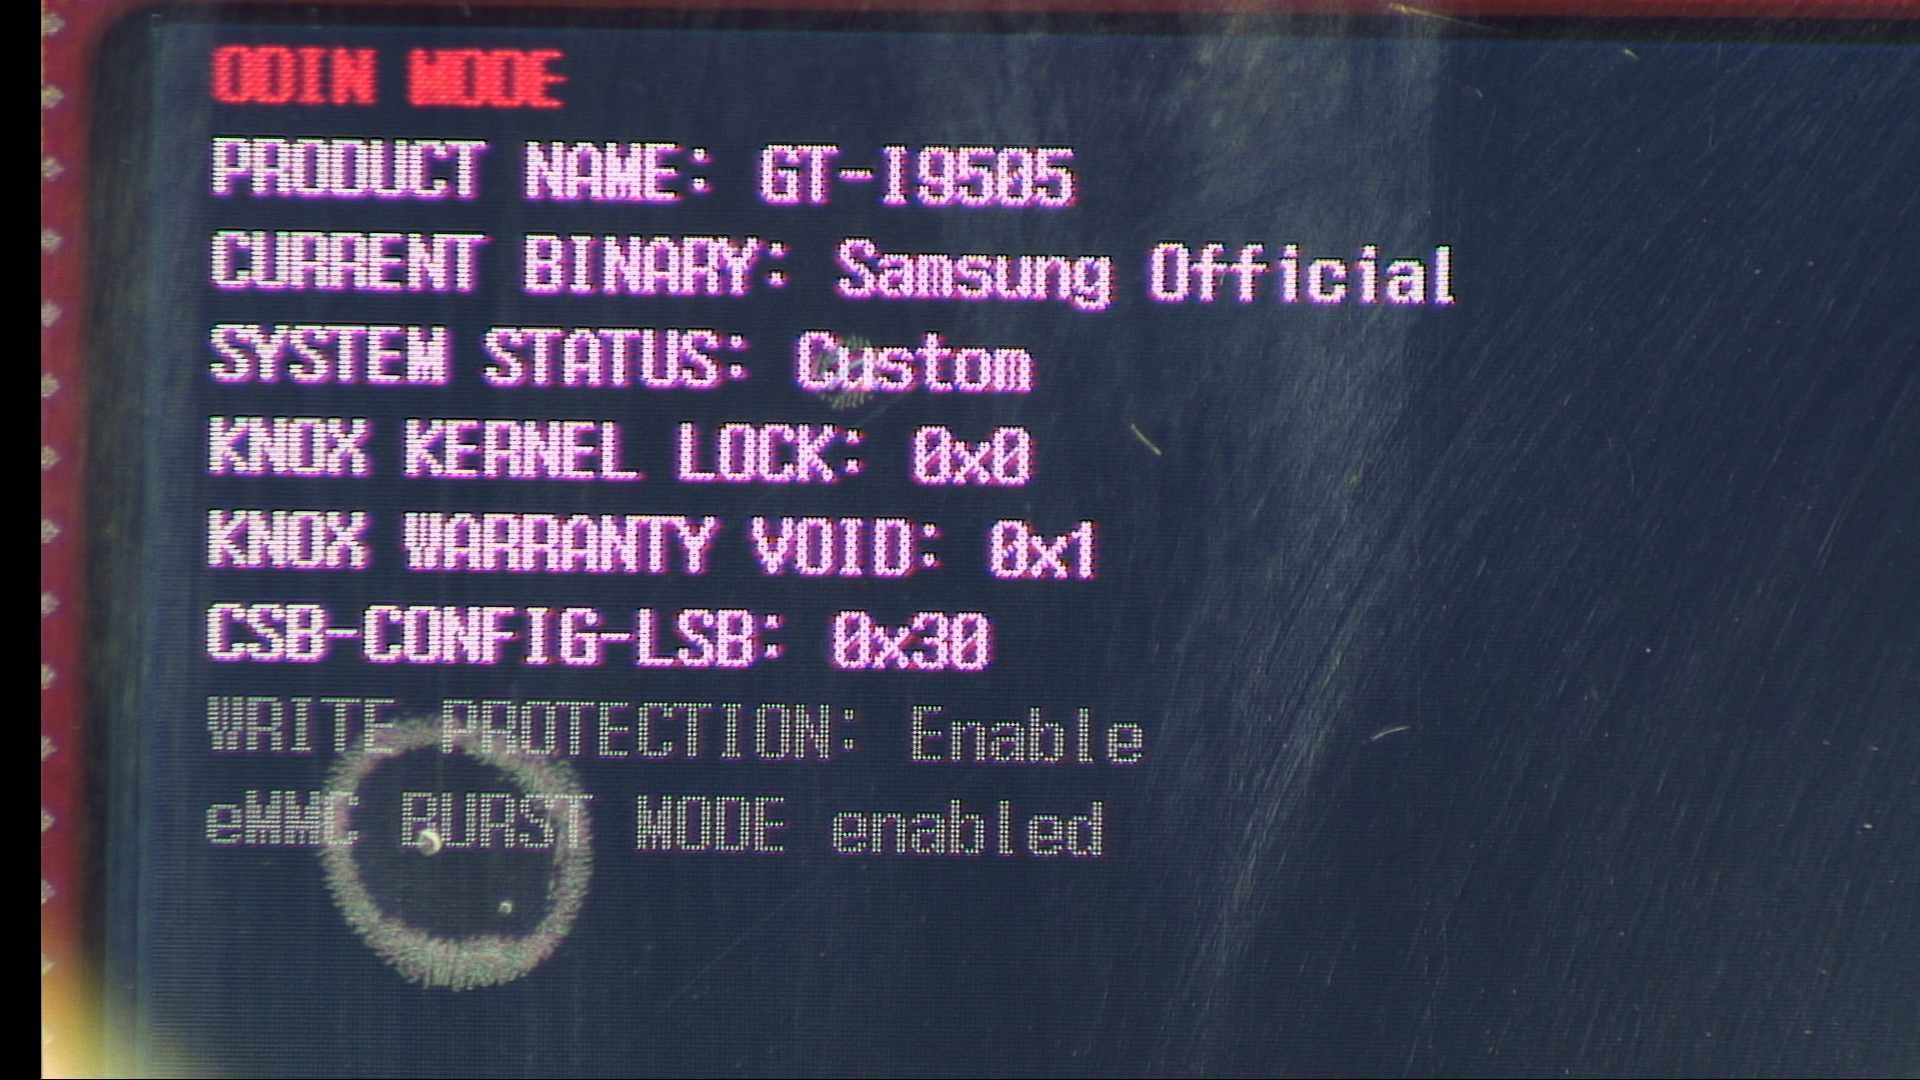 ODIN MODE
PRODUCT NAME: GT-I9505
CURRENT BINARY: Samsung Official
SYSTEM STATUS: Custom
KNOX KERNEL LOCK: 0x0
KNOX WARRANTY VOID: 0x1
CSB-CONFIG-LSB: 0x30
WRITE PROTECTION: Enable
eMMC BURST MODE enabled